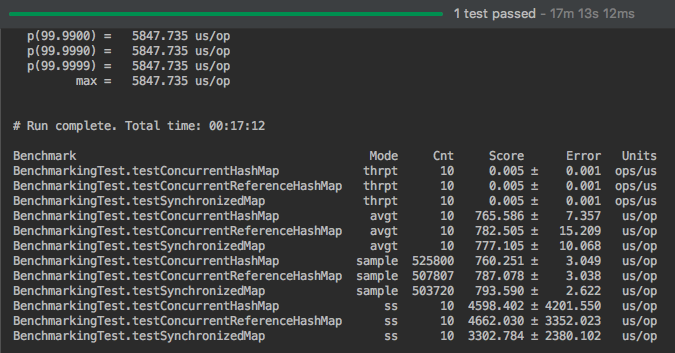 1 test passed - 17m 13s 12ms
p(99.9900) = 5847.735 us/op
p(99.9990) = 5847.735 us/op
p(99.9999) = 5847.735 us/op
max = 5847.735 us/op
# Run complete. Total time: 00:17:12
Benchmark Mode Cnt Score Error Units
BenchmarkingTest.testConcurrentHashMap thrpt 10 0.005 ± 0.001 ops/us
BenchmarkingTest.testConcurrentReferenceHashMap thrpt 10 0.005 ± 0.001 ops/us
BenchmarkingTest.testSynchronizedMap thrpt 10 0.005 ± 0.001 ops/us
BenchmarkingTest.testConcurrentHashMap avgt 10 765.586 ± 7.357 us/op
BenchmarkingTest.testConcurrentReferenceHashMap avgt 10 782.505 ± 15.209 us/op
BenchmarkingTest.testSynchronizedMap avgt 10 777.105 ± 10.068 us/op
BenchmarkingTest.testConcurrentHashMap sample 525800 760.251 ± 3.049 us/op
BenchmarkingTest.testConcurrentReferenceHashMap sample 507807 787.078 ± 3.038 us/op
BenchmarkingTest.testSynchronizedMap sample 503720 793.590 ± 2.622 us/op
BenchmarkingTest.testConcurrentHashMap ss 10 4598.402 ± 4201.550 us/op
BenchmarkingTest.testConcurrentReferenceHashMap ss 10 4662.030 ± 3352.023 us/op
BenchmarkingTest.testSynchronizedMap ss 10 3302.784 ± 2380.102 us/op